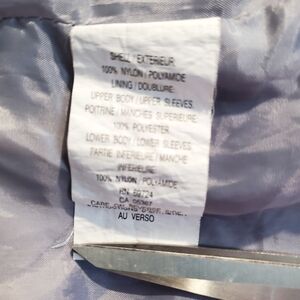 SHELL / EXTERIEUR
100% NYLON / POLYAMIDE
LINING / DOUBLURE:
UPPER BODY / UPPER SLEEVES
POITRINE / MANCHES SUPERIEURE:
100% POLYESTER
LOWER BODY / LOWER SLEEVES
PARTIE INFERIEURE / MANCHE
INFERIEURE
100% NYLON / POLYAMIDE
RN 69724
CA
AU VERSO